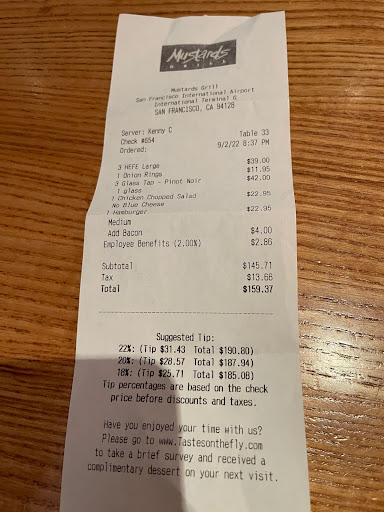 Mustards
GRILL
Mustards Grill
San Francisco International Airport
International Terminal G
SAN FRANCISCO, CA 94128
Server: Kenny C Table 33
Check #654 9/2/22 8:37 PM
Ordered:
3 HEFE Large $39.00
1 Onion Rings $11.95
3 Glass Tap - Pinot Noir $42.00
1 glass
1 Chicken Chopped Salad $22.95
No Blue Cheese
1 Hamburger $22.95
Medium
Add Bacon $4.00
Employee Benefits (2.00%) $2.86
Subtotal $145.71
Tax $13.66
Total $159.37
Suggested Tip:
22%: (Tip $31.43 Total $190.80)
20%: (Tip $28.57 Total $187.94)
18%: (Tip $25.71 Total $185.08)
Tip percentages are based on the check
price before discounts and taxes.
Have you enjoyed your time with us?
Please go to www.Tastesonthefly.com
to take a brief survey and received a
complimentary dessert on your next visit.